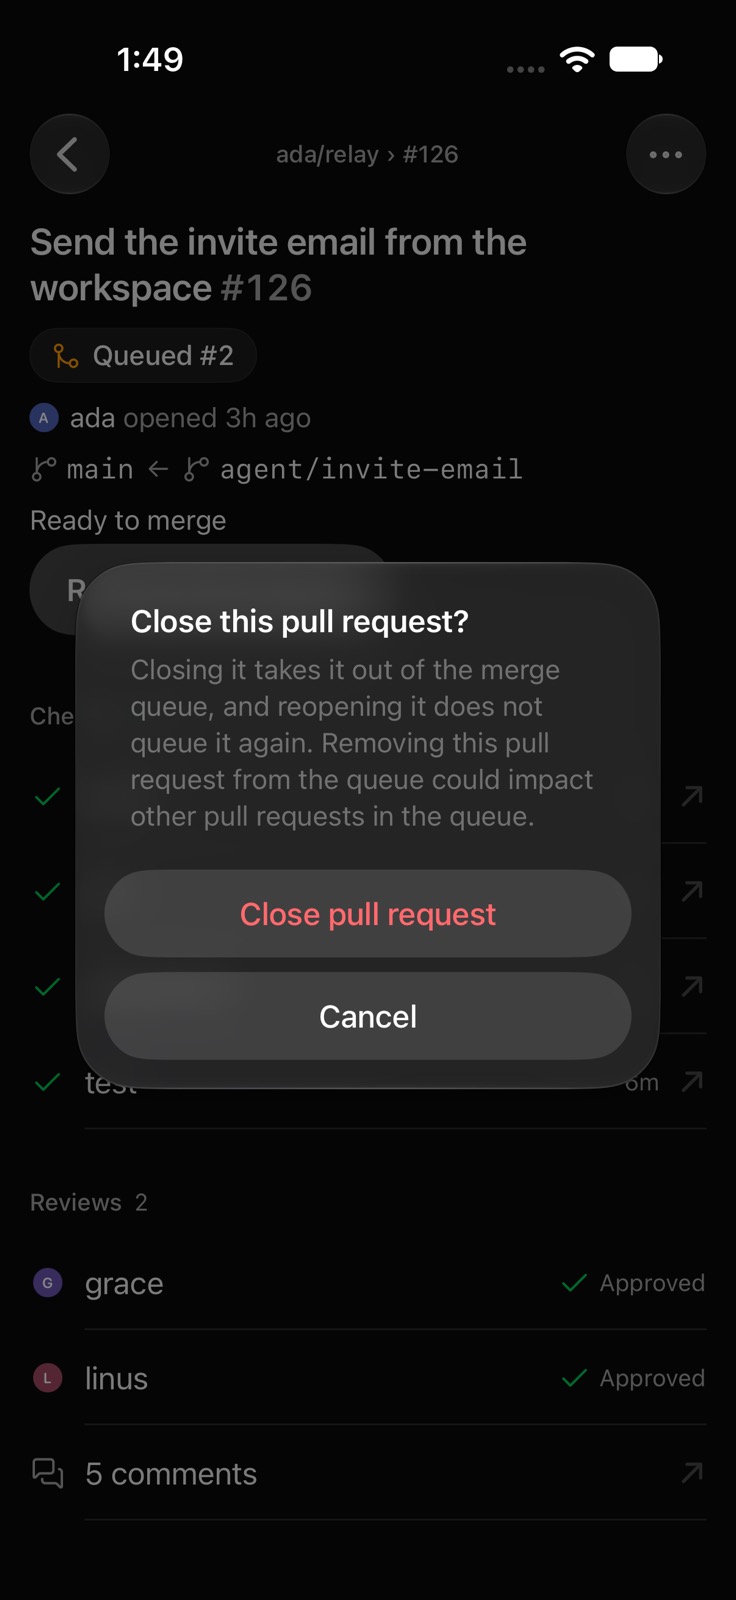 1:49
ada/relay › #126
Send the invite email from the
workspace #126
Queued #2
A ada opened 3h ago
main ← agent/invite-email
Ready to merge
Close this pull request?
Closing it takes it out of the merge
queue, and reopening it does not
queue it again. Removing this pull
request from the queue could impact
other pull requests in the queue.
Close pull request
Cancel
test 6m
Reviews 2
G grace Approved
L linus Approved
5 comments